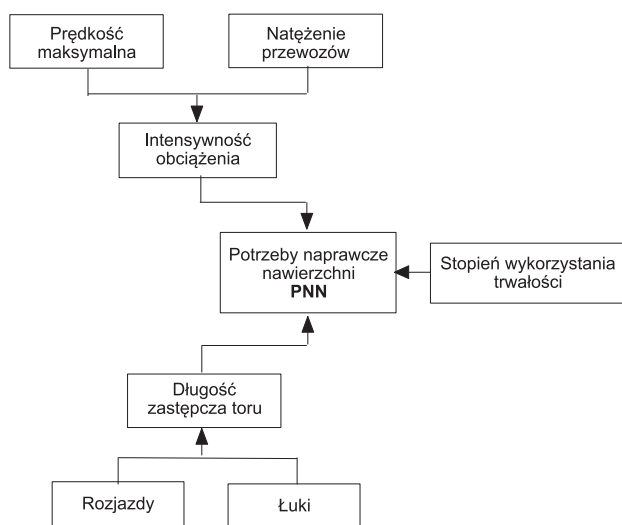 Prędkość
maksymalna
Natężenie
przewozów
Intensywność
obciążenia
Potrzeby naprawcze
nawierzchni
PNN
Stopień wykorzystania
trwałości
Długość
zastępcza toru
Rozjazdy
Łuki